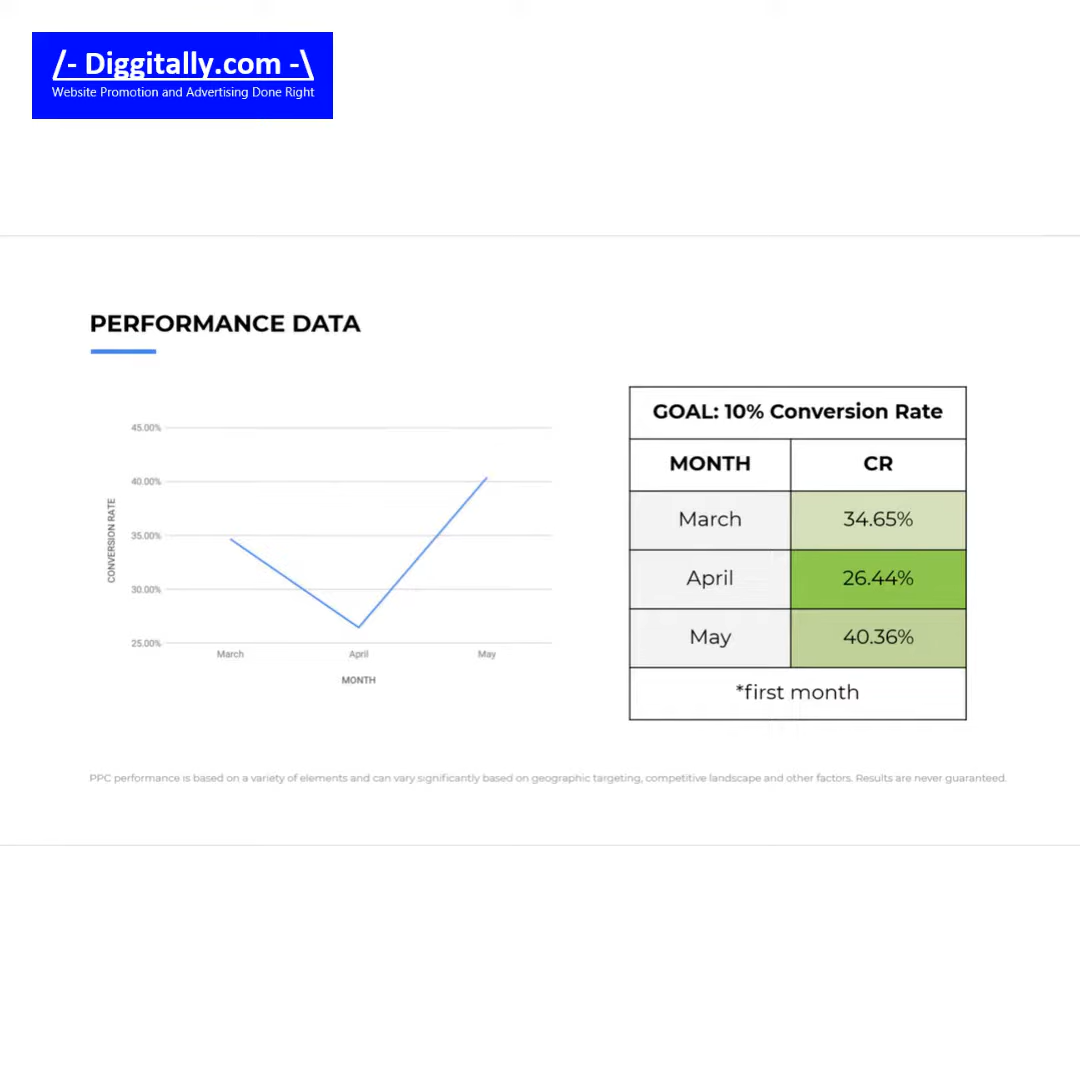 /- Diggitally.com -\
Website Promotion and Advertising Done Right
PERFORMANCE DATA
45.00%
40.00%
35.00%
30.00%
25.00%
CONVERSION RATE
March
April
May
MONTH
GOAL: 10% Conversion Rate
MONTH CR
March 34.65%
April 26.44%
May 40.36%
*first month
PPC performance is based on a variety of elements and can vary significantly based on geographic targeting, competitive landscape and other factors. Results are never guaranteed.